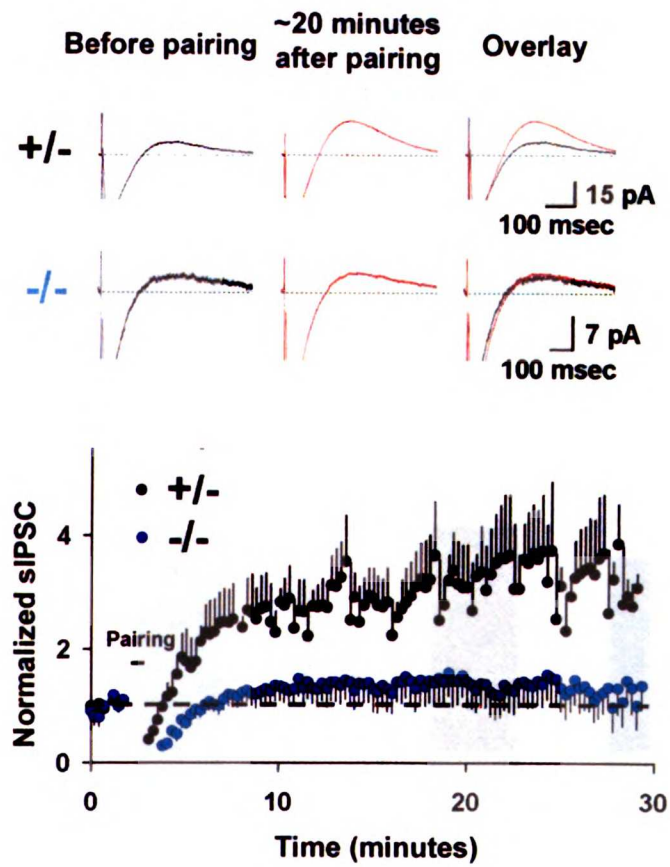 Before pairing
~20 minutes after pairing
Overlay
+/-
15 pA
100 msec
-/-
7 pA
100 msec
Normalized sIPSC
4
2
0
+/-
-/-
Pairing
0
10
20
30
Time (minutes)